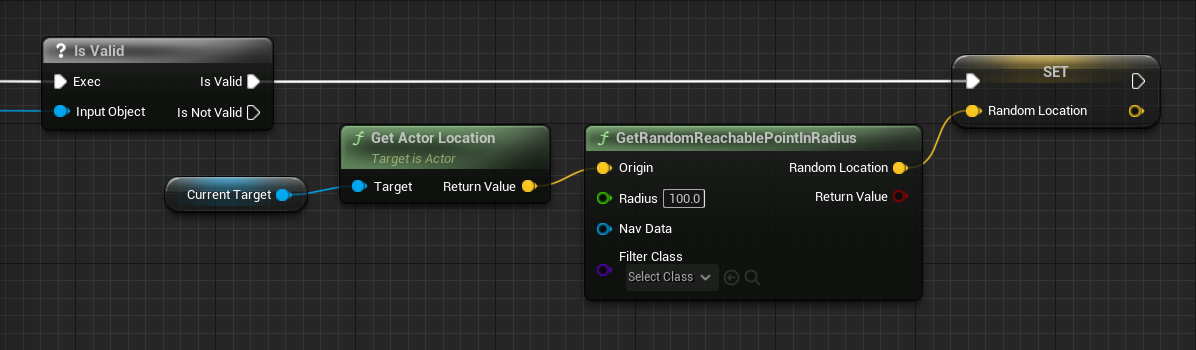 ? Is Valid
Exec Is Valid
Input Object Is Not Valid
SET
Random Location
f Get Actor Location
Target is Actor
Target Return Value
Current Target
f GetRandomReachablePointInRadius
Origin Random Location
Radius 100.0 Return Value
Nav Data
Filter Class
Select Class